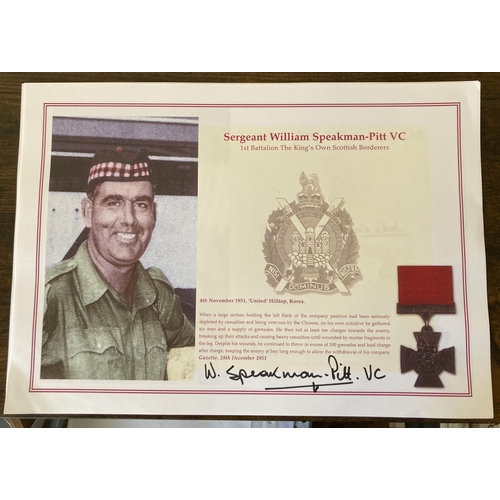 Sergeant William Speakman-Pitt VC
1st Battalion The King's Own Scottish Borderers
DOMINUS
4th November 1951. 'United' Hilltop, Korea.
When a large section holding the left flank of the company position had been seriously
depleted by casualties and being over-run by the Chinese, on his own initiative he gathered
six men and a supply of grenades. He then led at least ten charges towards the enemy,
breaking up their attacks and causing heavy casualties until wounded by mortar fragments in
the leg. Despite his wounds, he continued to throw in excess of 100 grenades and lead charge
after charge, keeping the enemy at bay long enough to allow the withdrawal of his company.
Gazette. 28th December 1951
W. Speakman-Pitt. VC